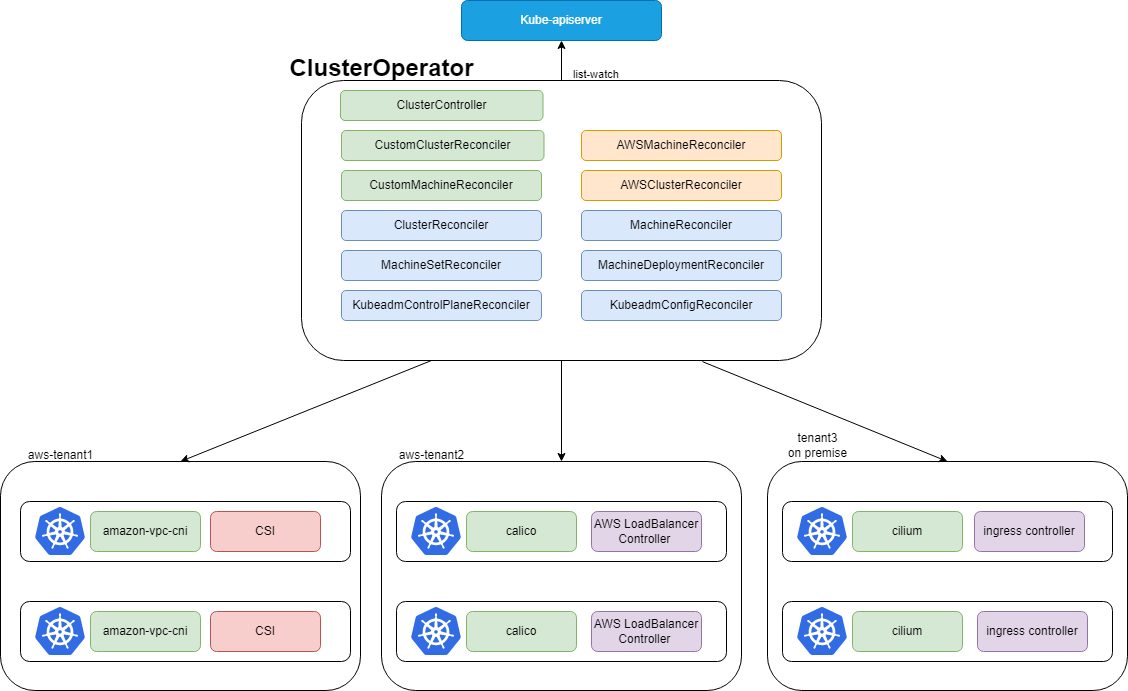 Kube-apiserver
ClusterOperator
list-watch
ClusterController
CustomClusterReconciler
AWSMachineReconciler
CustomMachineReconciler
AWSClusterReconciler
ClusterReconciler
MachineReconciler
MachineSetReconciler
MachineDeploymentReconciler
KubeadmControlPlaneReconciler
KubeadmConfigReconciler
aws-tenant1
amazon-vpc-cni
CSI
amazon-vpc-cni
CSI
aws-tenant2
calico
AWS LoadBalancer
Controller
calico
AWS LoadBalancer
Controller
tenant3
on premise
cilium
ingress controller
cilium
ingress controller